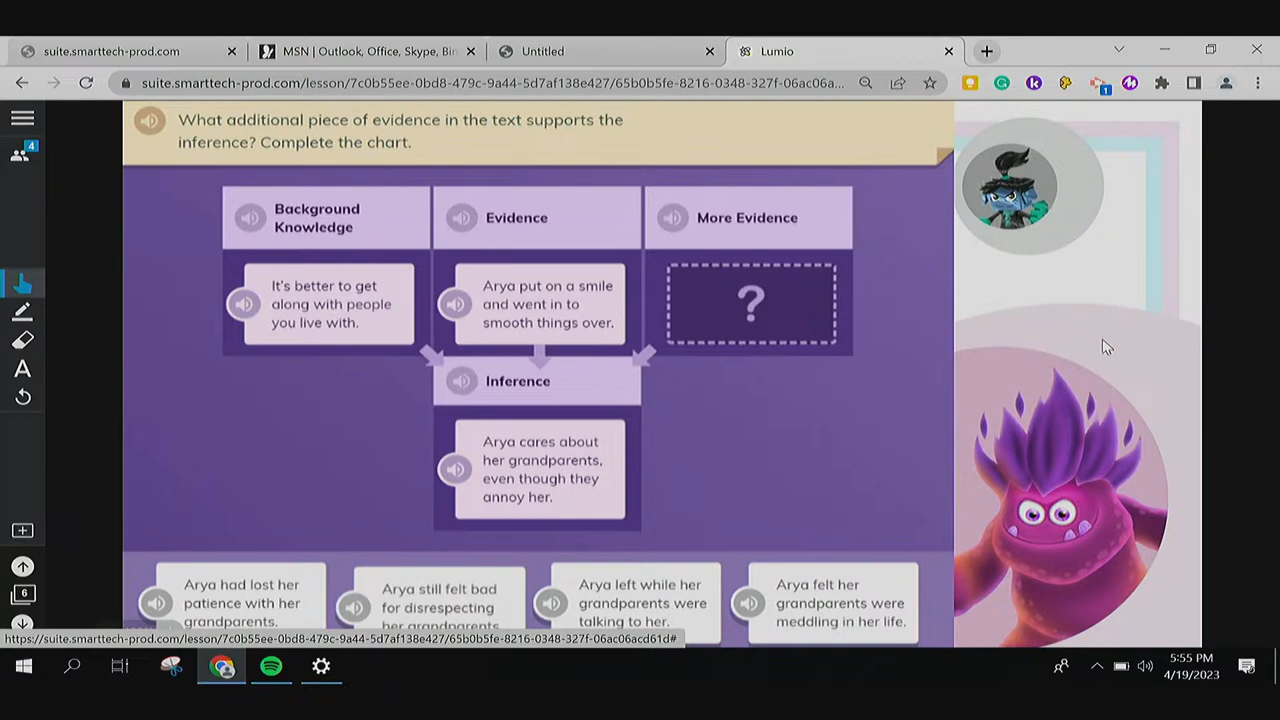 suite.smarttech-prod.com
MSN | Outlook, Office, Skype, Bin
Untitled
Lumio
suite.smarttech-prod.com/lesson/7c0b55ee-0bd8-479c-9a44-5d7af138e427/65b0b5fe-8216-0348-327f-06ac06a...
4
1
What additional piece of evidence in the text supports the
inference? Complete the chart.
Background
Knowledge
Evidence
More Evidence
It's better to get
along with people
you live with.
Arya put on a smile
and went in to
smooth things over.
?
Inference
Arya cares about
her grandparents,
even though they
annoy her.
A
6
Arya had lost her
patience with her
grandparents.
Arya still felt bad
for disrespecting
her grandparents
Arya left while her
grandparents were
talking to her.
Arya felt her
grandparents were
meddling in her life.
https://suite.smarttech-prod.com/lesson/7c0b55ee-0bd8-479c-9a44-5d7af138e427/65b0b5fe-8216-0348-327f-06ac06acd61d#
5:55 PM
4/19/2023